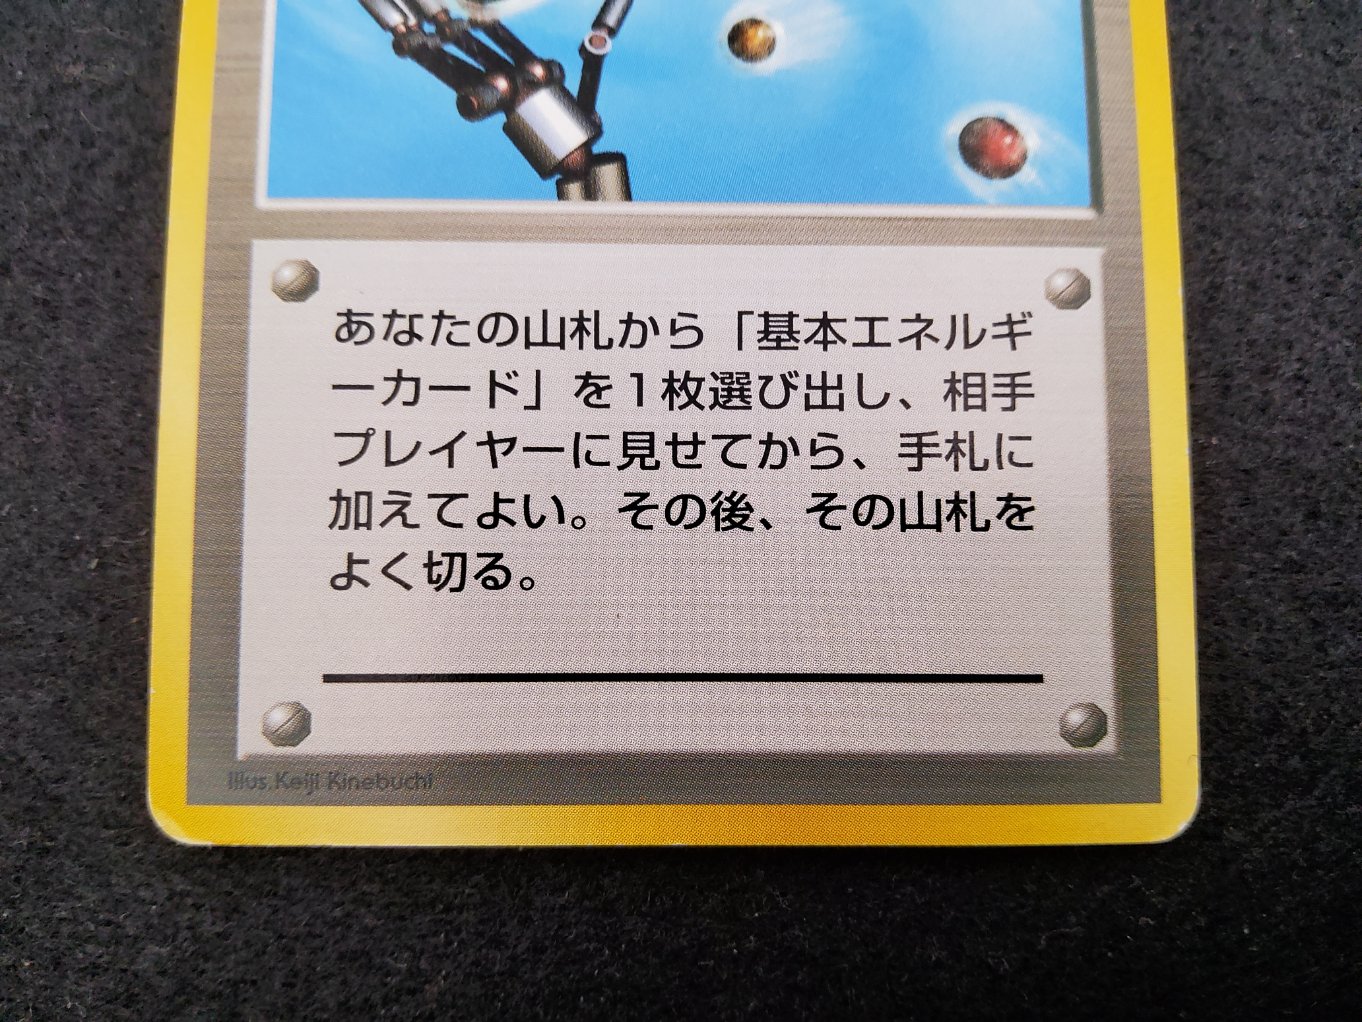 あなたの山札から「基本エネルギ
ーカード」を１枚選び出し、相手
プレイヤーに見せてから、手札に
加えてよい。その後、その山札を
よく切る。
Illus. Keiji Kinebuchi